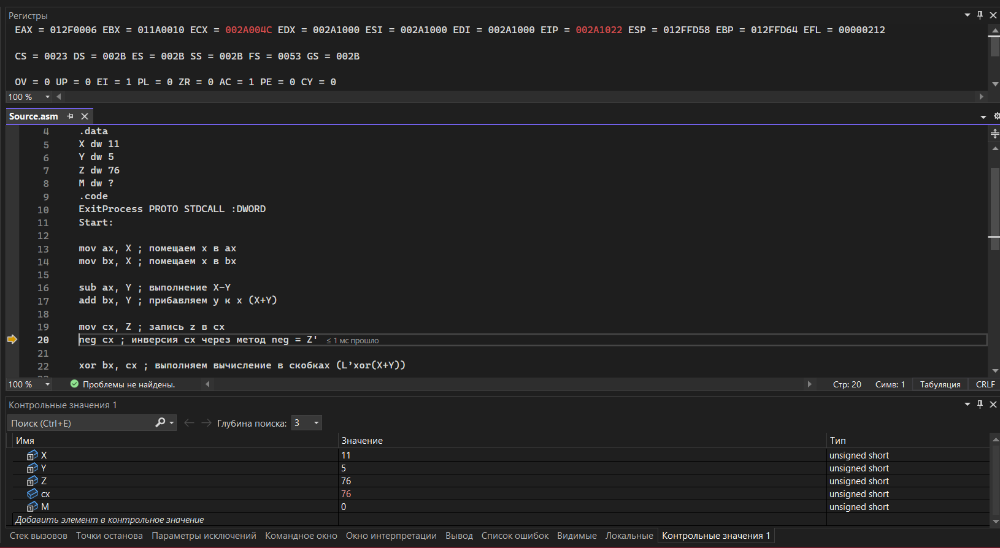 Регистры
EAX = 012F0006 EBX = 011A0010 ECX = 002A004C EDX = 002A1000 ESI = 002A1000 EDI = 002A1000 EIP = 002A1022 ESP = 012FFD58 EBP = 012FFD64 EFL = 00000212
CS = 0023 DS = 002B ES = 002B SS = 002B FS = 0053 GS = 002B
OV = 0 UP = 0 EI = 1 PL = 0 ZR = 0 AC = 1 PE = 0 CY = 0
100 %
Source.asm
4 .data
5 X dw 11
6 Y dw 5
7 Z dw 76
8 M dw ?
9 .code
10 ExitProcess PROTO STDCALL :DWORD
11 Start:
12
13 mov ax, X ; помещаем x в ax
14 mov bx, X ; помещаем x в bx
15
16 sub ax, Y ; выполнение X-Y
17 add bx, Y ; прибавляем y к x (X+Y)
18
19 mov cx, Z ; запись z в cx
20 neg cx ; инверсия cx через метод neg = Z' ≤ 1 мс прошло
21
22 xor bx, cx ; выполняем вычисление в скобках (L’xor(X+Y))
100 % Проблемы не найдены. Стр: 20 Симв: 1 Табуляция CRLF
Контрольные значения 1
Поиск (Ctrl+E) Глубина поиска: 3
Имя Значение Тип
X 11 unsigned short
Y 5 unsigned short
Z 76 unsigned short
cx 76 unsigned short
M 0 unsigned short
Добавить элемент в контрольное значение
Стек вызовов Точки останова Параметры исключений Командное окно Окно интерпретации Вывод Список ошибок Видимые Локальные Контрольные значения 1